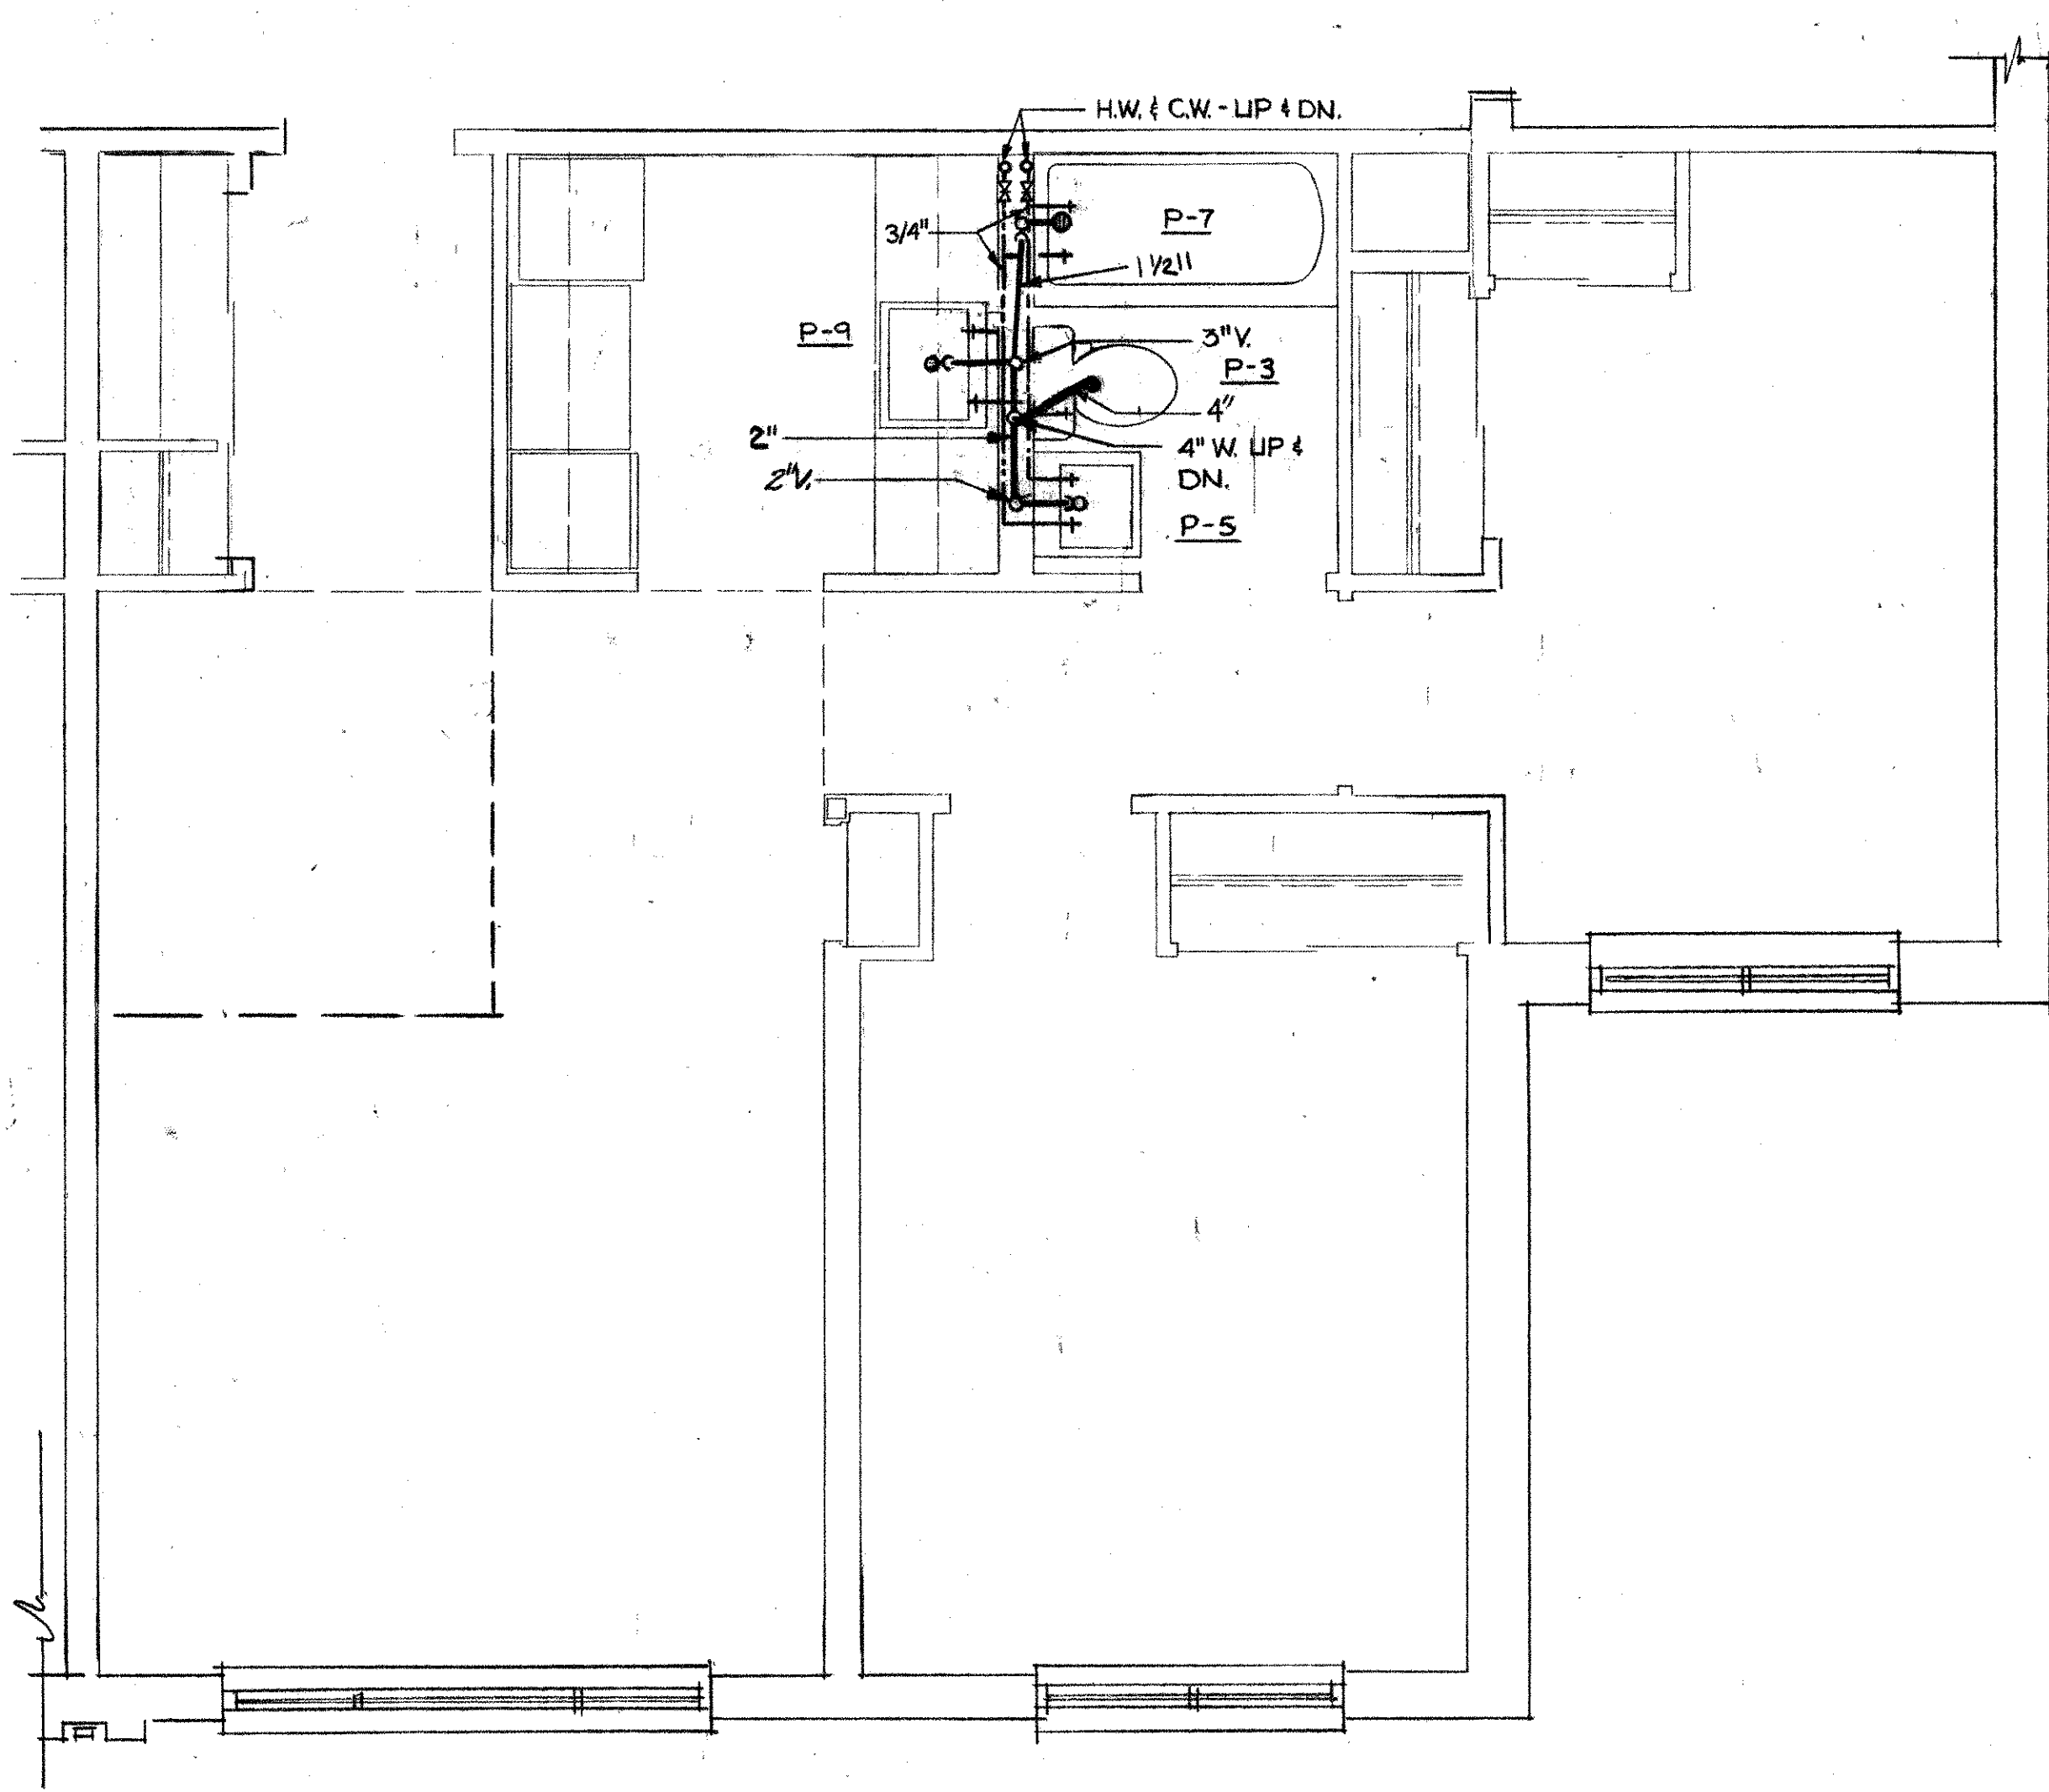 H.W. & C.W. - UP & DN.
P-7
3/4"
1 1/2"
P-9
3"V.
P-3
4"
2"
4" W. UP &
DN.
2"V.
P-5